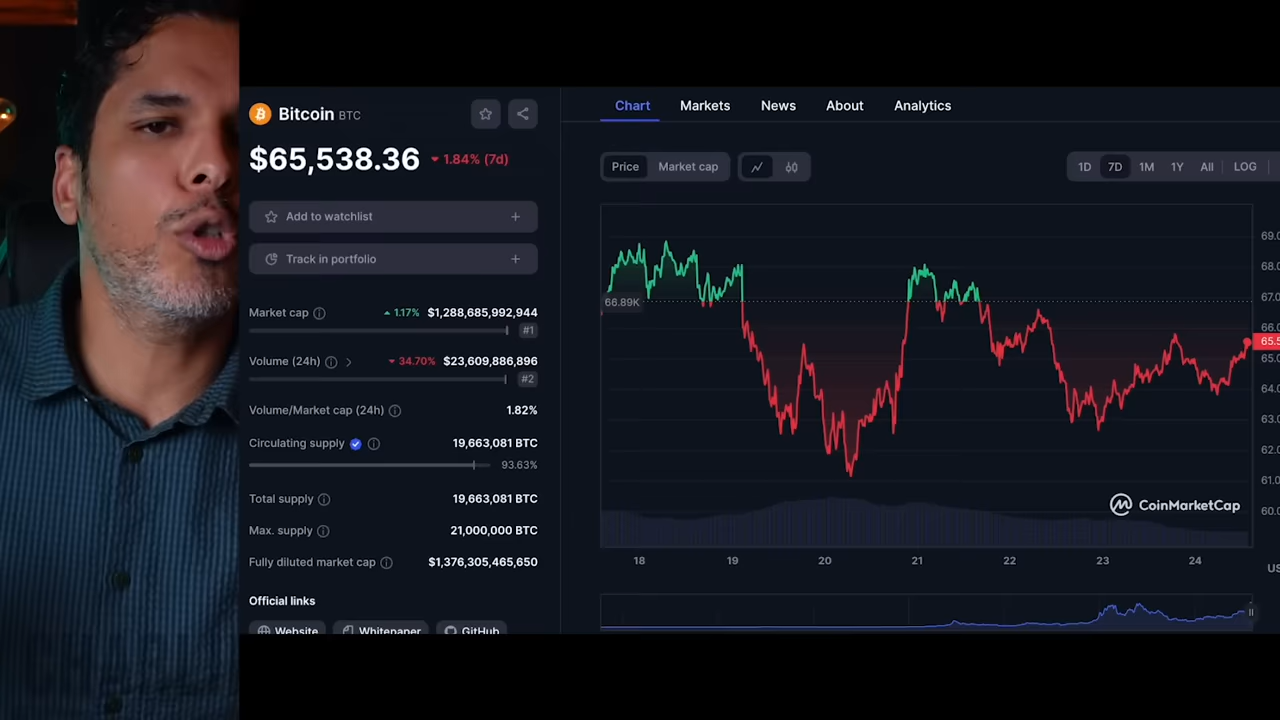 Bitcoin BTC
$65,538.36 1.84% (7d)
Add to watchlist +
Track in portfolio +
Market cap 1.17% $1,288,685,992,944
#1
Volume (24h) 34.70% $23,609,886,896
#2
Volume/Market cap (24h) 1.82%
Circulating supply 19,663,081 BTC
93.63%
Total supply 19,663,081 BTC
Max. supply 21,000,000 BTC
Fully diluted market cap $1,376,305,465,650
Official links
Website Whitepaper GitHub
Chart Markets News About Analytics
Price Market cap 1D 7D 1M 1Y All LOG
69.0
68.0
66.89K 67.0
66.0
65.5
65.0
64.0
63.0
62.0
61.0
CoinMarketCap 60.0
18 19 20 21 22 23 24
US